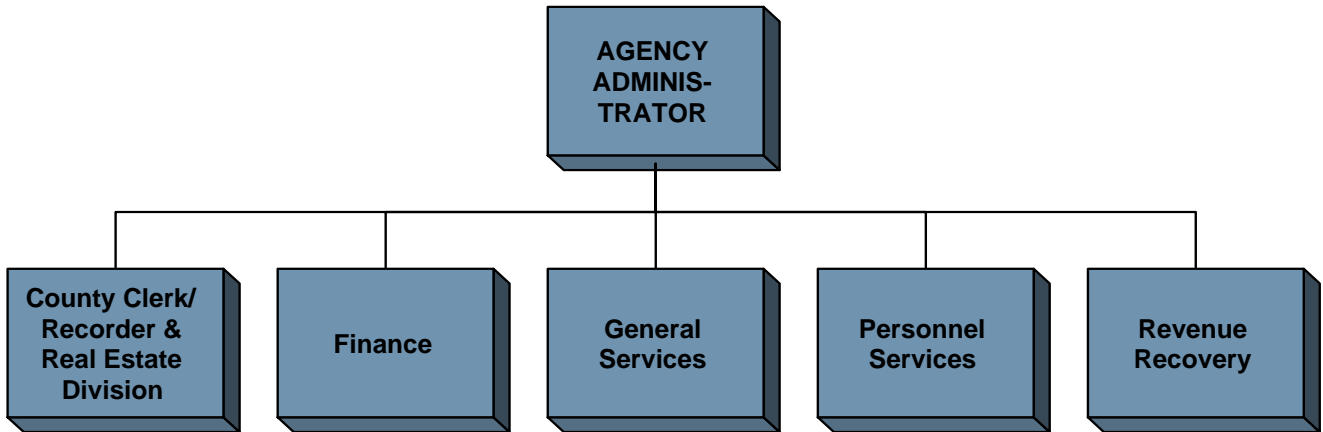 AGENCY
ADMINIS-
TRATOR
County Clerk/
Recorder &
Real Estate
Division
Finance
General
Services
Personnel
Services
Revenue
Recovery